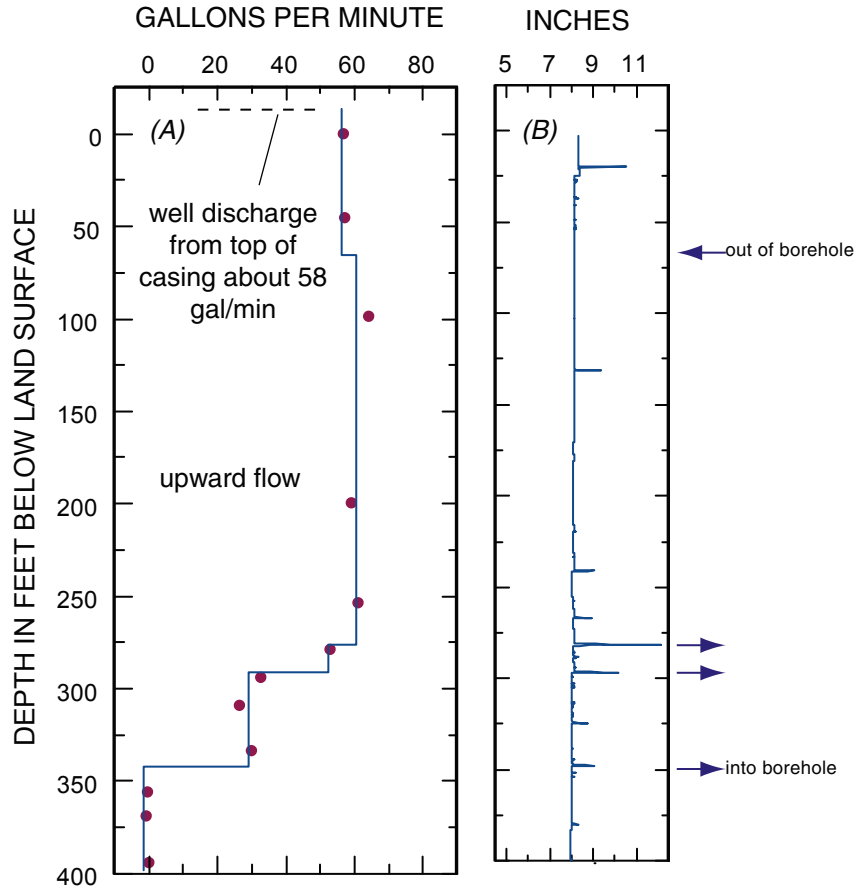 GALLONS PER MINUTE
0 20 40 60 80
INCHES
5 7 9 11
DEPTH IN FEET BELOW LAND SURFACE
0
50
100
150
200
250
300
350
400
(A)
well discharge
from top of
casing about 58
gal/min
upward flow
(B)
out of borehole
into borehole